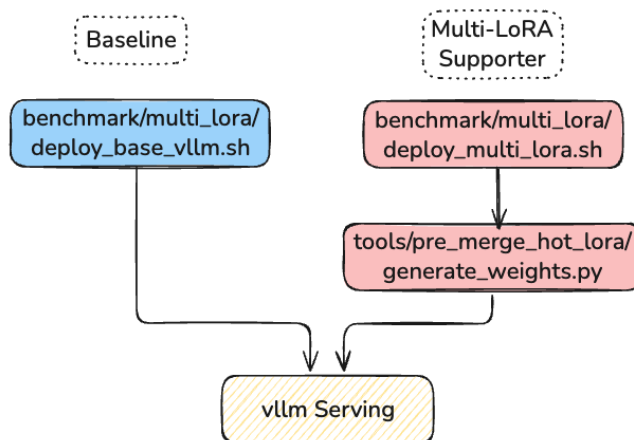 Baseline
Multi-LoRA
Supporter
benchmark/multi_lora/
deploy_base_vllm.sh
benchmark/multi_lora/
deploy_multi_lora.sh
tools/pre_merge_hot_lora/
generate_weights.py
vllm Serving